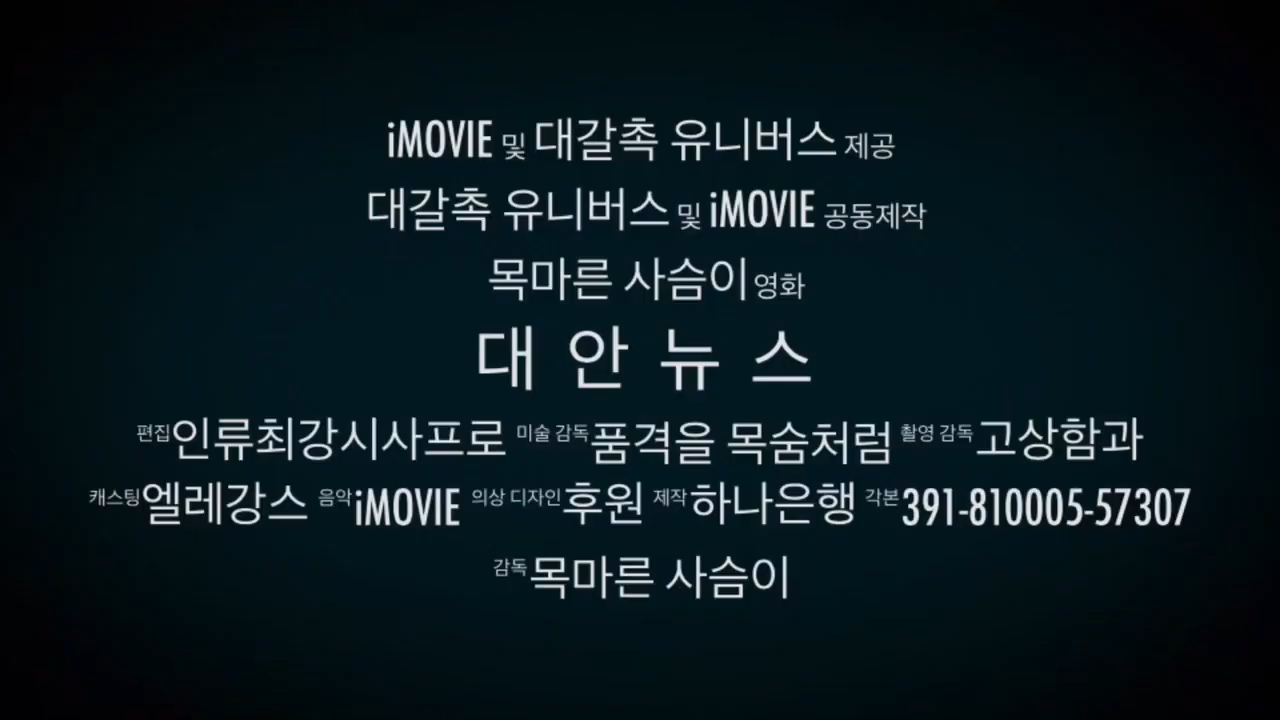 iMOVIE 및 대갈촉 유니버스 제공
대갈촉 유니버스 및 iMOVIE 공동제작
목마른 사슴이 영화
대 안 뉴 스
편집 인류최강시사프로 미술 감독 품격을 목숨처럼 촬영 감독 고상함과
캐스팅 엘레강스 음악 iMOVIE 의상 디자인 후원 제작 하나은행 각본 391-810005-57307
감독 목마른 사슴이